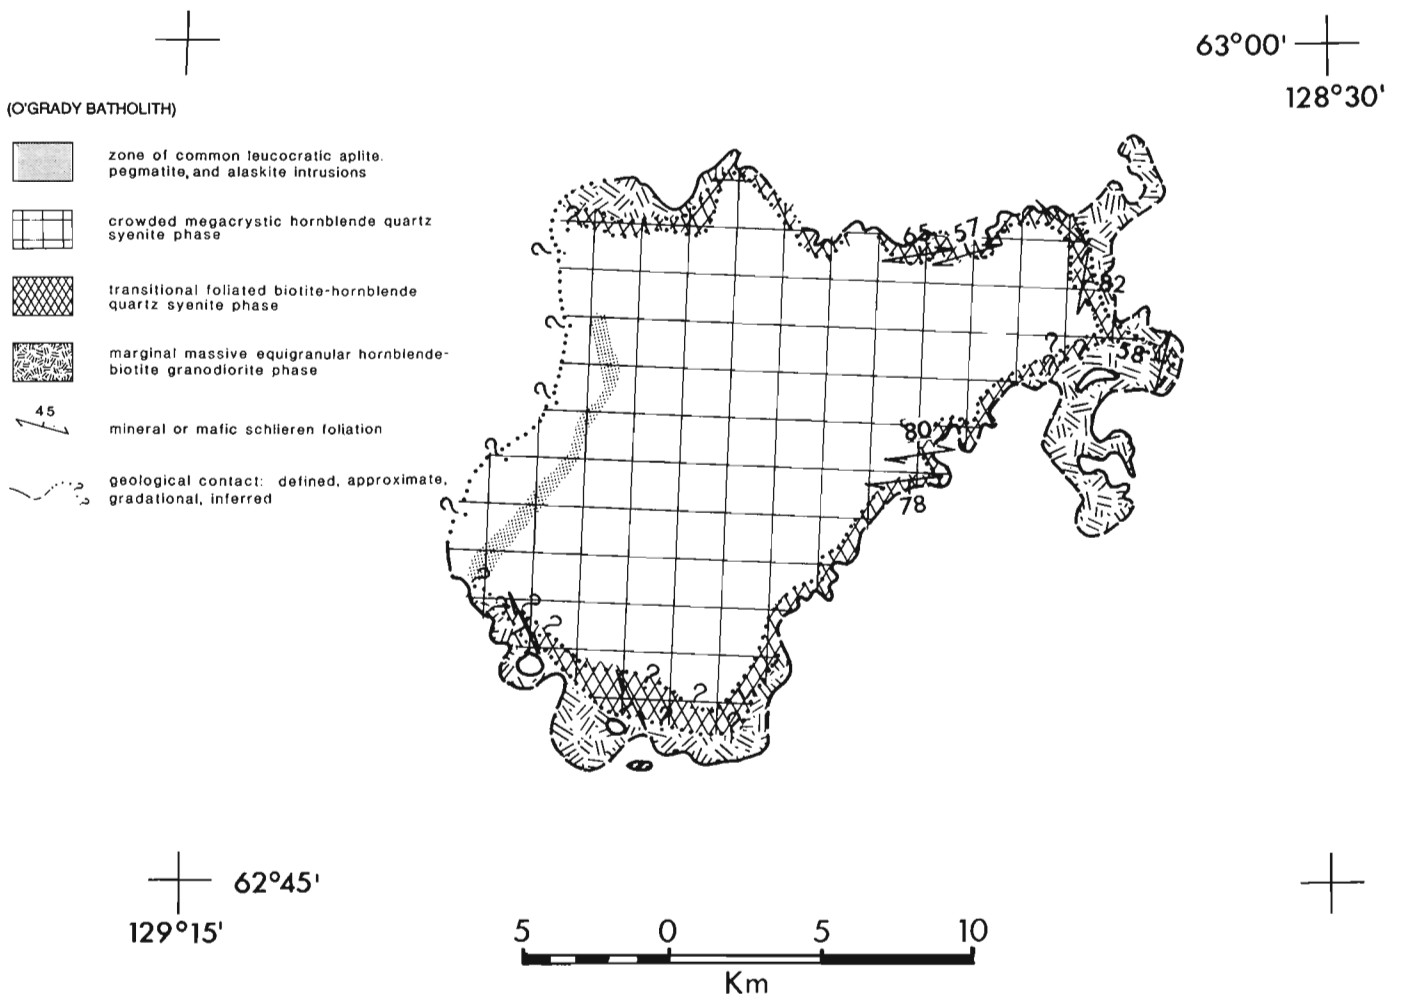 63°00'
128°30'
(O'GRADY BATHOLITH)
zone of common leucocratic aplite.
pegmatite, and alaskite intrusions
crowded megacrystic hornblende quartz
syenite phase
transitional foliated biotite-hornblende
quartz syenite phase
marginal massive equigranular hornblende-
biotite granodiorite phase
45
mineral or mafic schlieren foliation
geological contact: defined, approximate,
gradational, inferred
?
65 57
?
82
?
? ?
58
?
80
?
?
78
?
? ?
?
?
?
?
?
62°45'
129°15'
5 0 5 10
Km